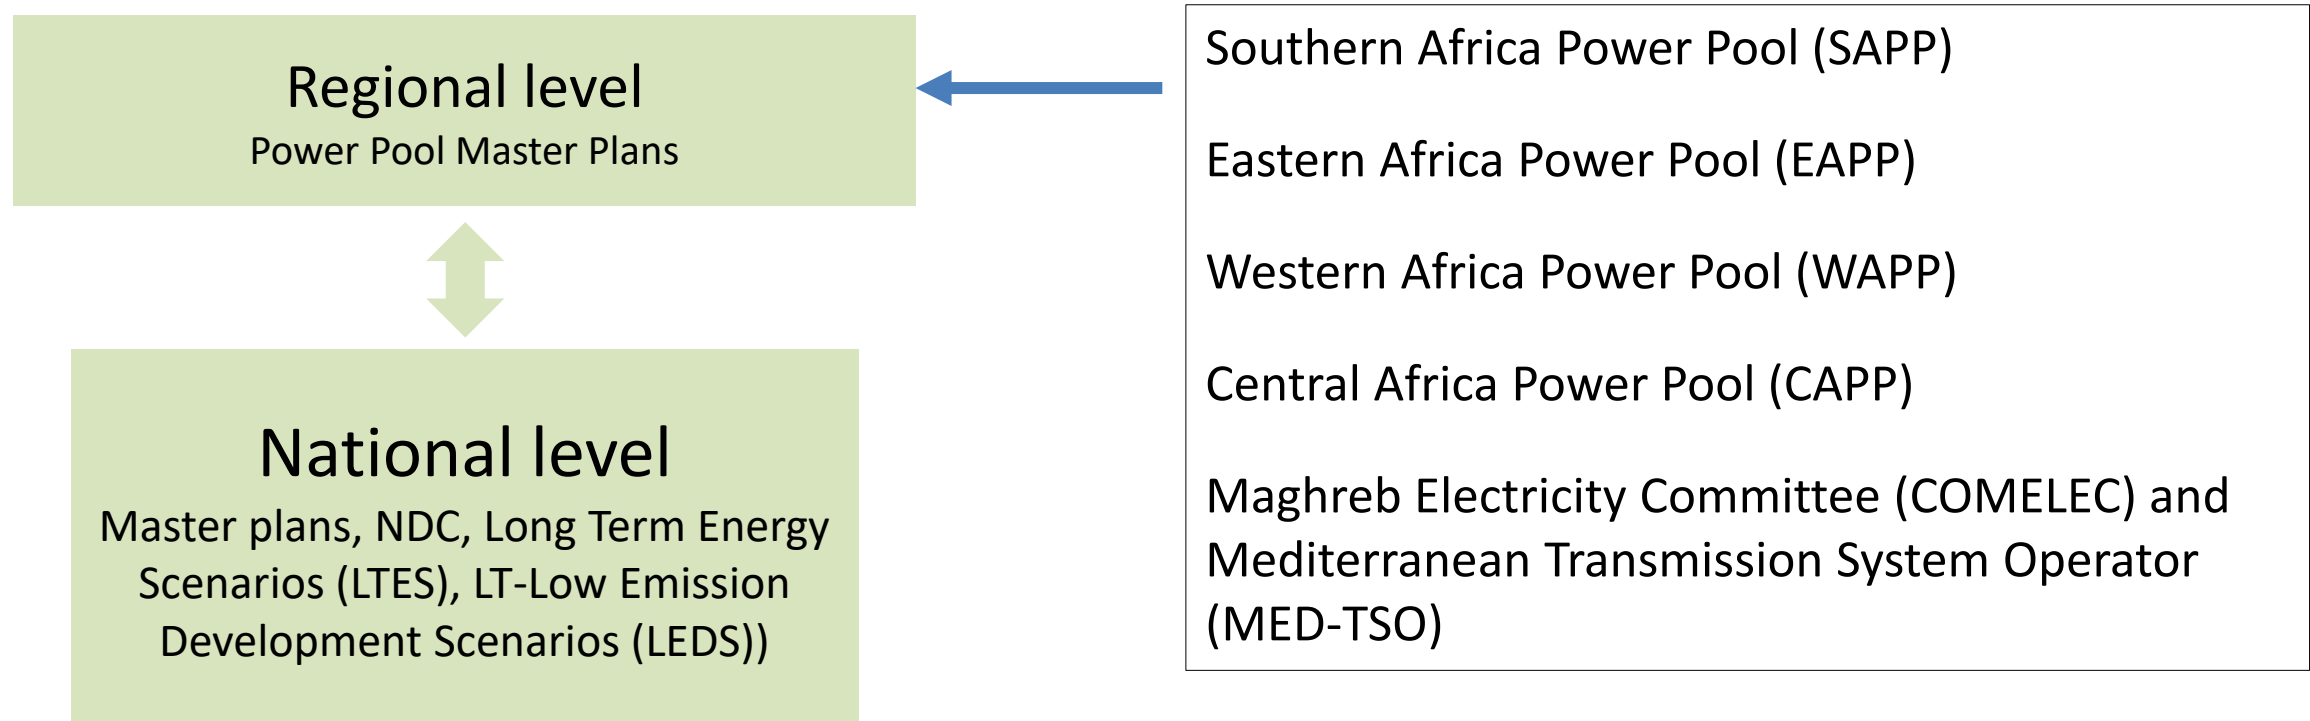 Regional level
Power Pool Master Plans
National level
Master plans, NDC, Long Term Energy
Scenarios (LTES), LT-Low Emission
Development Scenarios (LEDS))
Southern Africa Power Pool (SAPP)
Eastern Africa Power Pool (EAPP)
Western Africa Power Pool (WAPP)
Central Africa Power Pool (CAPP)
Maghreb Electricity Committee (COMELEC) and
Mediterranean Transmission System Operator
(MED-TSO)